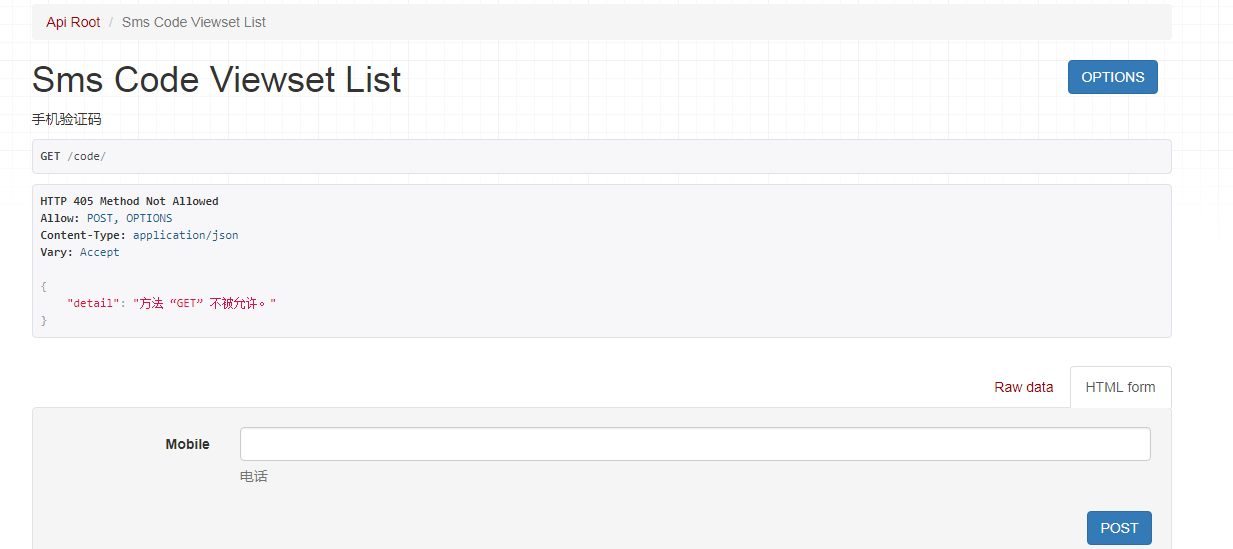 Api Root / Sms Code Viewset List
Sms Code Viewset List
OPTIONS
手机验证码
GET /code/
HTTP 405 Method Not Allowed
Allow: POST, OPTIONS
Content-Type: application/json
Vary: Accept
{
"detail": "方法 “GET” 不被允许。"
}
Raw data
HTML form
Mobile
电话
POST